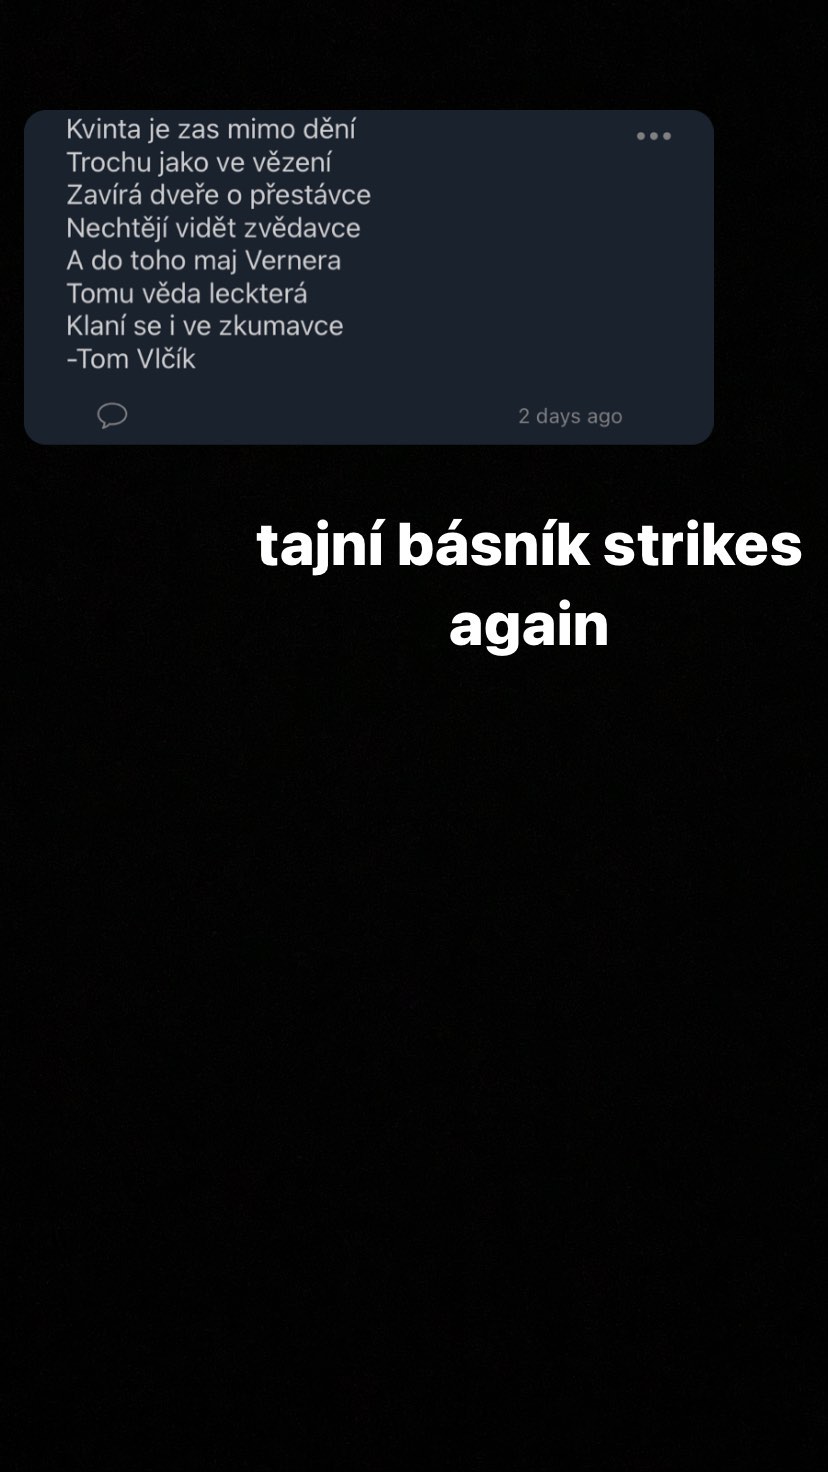 Kvinta je zas mimo dění
Trochu jako ve vězení
Zavírá dveře o přestávce
Nechtějí vidět zvědavce
A do toho maj Vernera
Tomu věda leckterá
Klaní se i ve zkumavce
-Tom Vlčík
2 days ago
tajní básník strikes
again